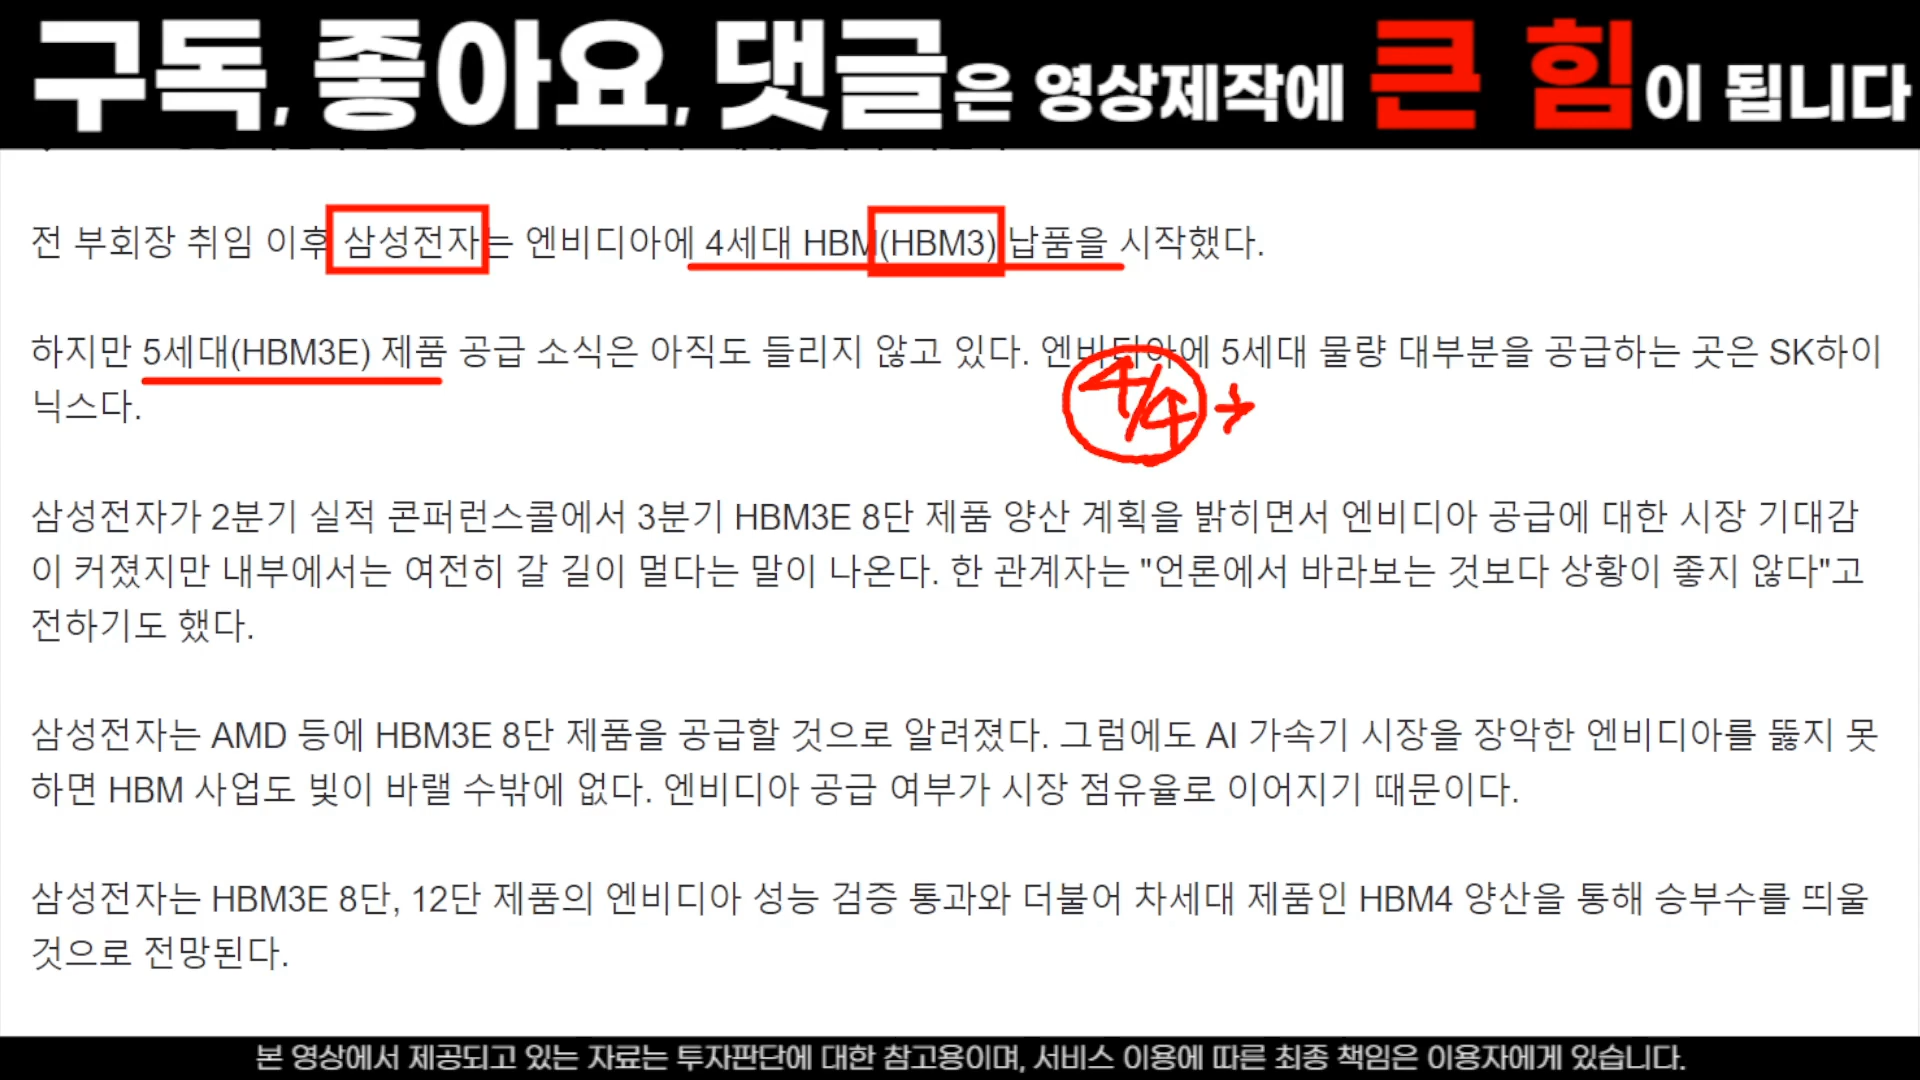 구독, 좋아요, 댓글은 영상제작에 큰 힘이 됩니다
전 부회장 취임 이후 삼성전자는 엔비디아에 4세대 HBM(HBM3) 납품을 시작했다.
하지만 5세대(HBM3E) 제품 공급 소식은 아직도 들리지 않고 있다. 엔비디아에 5세대 물량 대부분을 공급하는 곳은 SK하이
닉스다.
4/4 →
삼성전자가 2분기 실적 콘퍼런스콜에서 3분기 HBM3E 8단 제품 양산 계획을 밝히면서 엔비디아 공급에 대한 시장 기대감
이 커졌지만 내부에서는 여전히 갈 길이 멀다는 말이 나온다. 한 관계자는 "언론에서 바라보는 것보다 상황이 좋지 않다"고
전하기도 했다.
삼성전자는 AMD 등에 HBM3E 8단 제품을 공급할 것으로 알려졌다. 그럼에도 AI 가속기 시장을 장악한 엔비디아를 뚫지 못
하면 HBM 사업도 빛이 바랠 수밖에 없다. 엔비디아 공급 여부가 시장 점유율로 이어지기 때문이다.
삼성전자는 HBM3E 8단, 12단 제품의 엔비디아 성능 검증 통과와 더불어 차세대 제품인 HBM4 양산을 통해 승부수를 띄울
것으로 전망된다.
본 영상에서 제공되고 있는 자료는 투자판단에 대한 참고용이며, 서비스 이용에 따른 최종 책임은 이용자에게 있습니다.